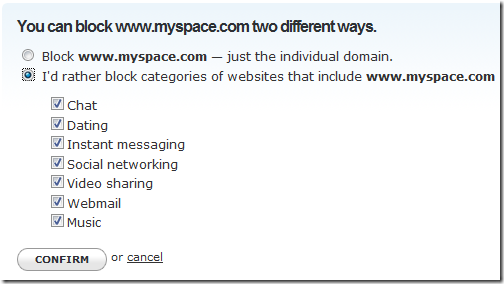 You can block www.myspace.com two different ways.
Block www.myspace.com — just the individual domain.
I'd rather block categories of websites that include www.myspace.com
Chat
Dating
Instant messaging
Social networking
Video sharing
Webmail
Music
CONFIRM or cancel